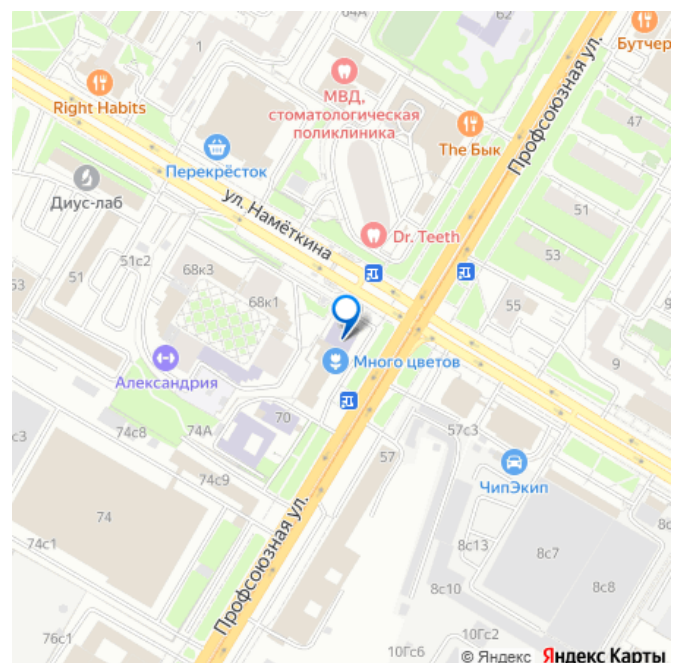 64А
62
Бутчер
1
Right Habits
МВД,
стоматологическая
поликлиника
The Бык
Профсоюзная ул.
47
Перекрёсток
Диус-лаб
ул. Намёткина
51
Dr. Teeth
51с2
68к3
51
53
53
68к1
55
9
Много цветов
Александрия
70
с3
74с8
74А
57с3
57
74с9
ЧипЭкип
74
8с
74с1
8с13
8с7
Профсоюзная ул.
8с10
8с8
76с1
10Гс2
10Гс6
© Яндекс Яндекс Карты